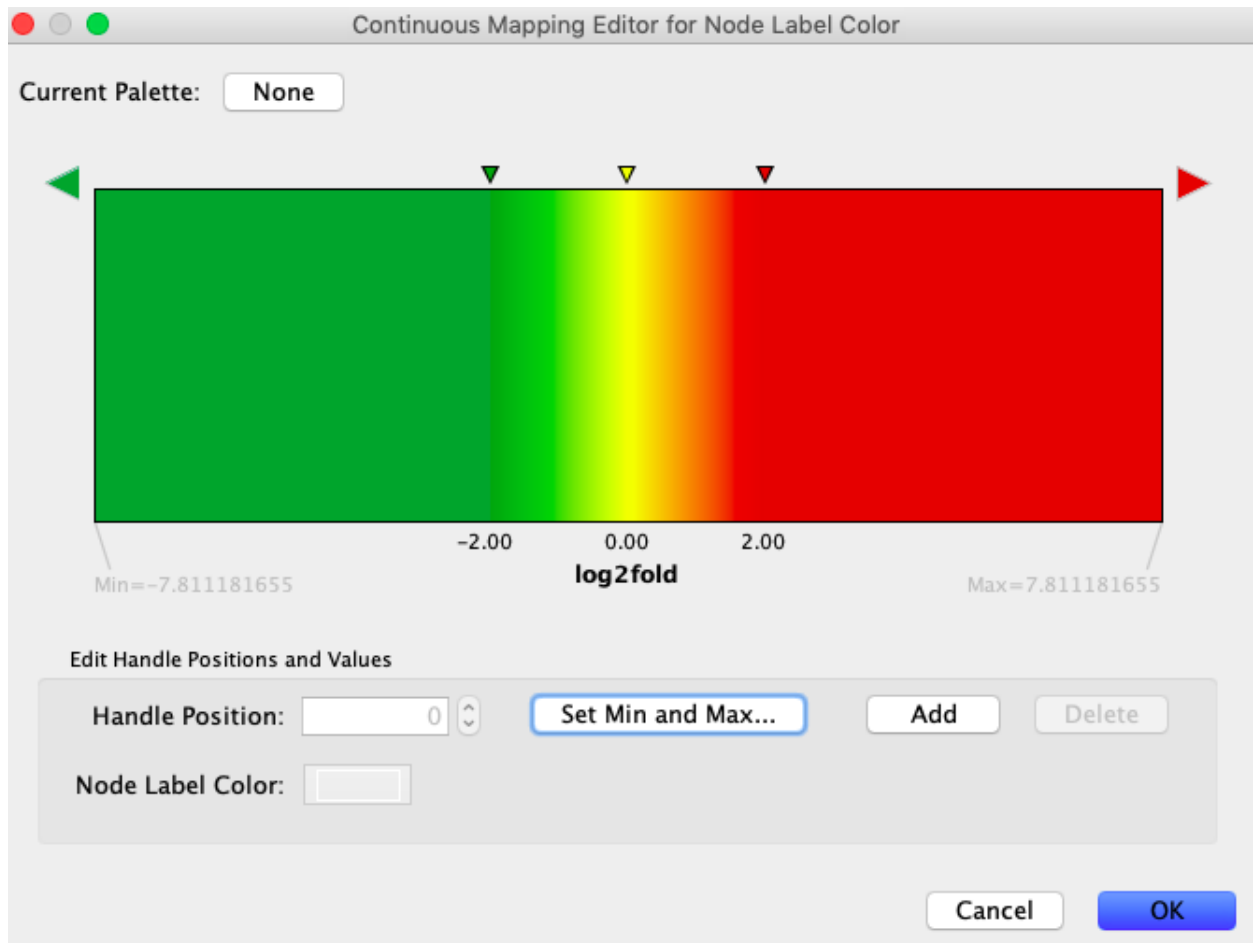 Continuous Mapping Editor for Node Label Color
Current Palette: None
-2.00 0.00 2.00
log2fold
Min=-7.811181655 Max=7.811181655
Edit Handle Positions and Values
Handle Position: 0 Set Min and Max... Add Delete
Node Label Color:
Cancel OK